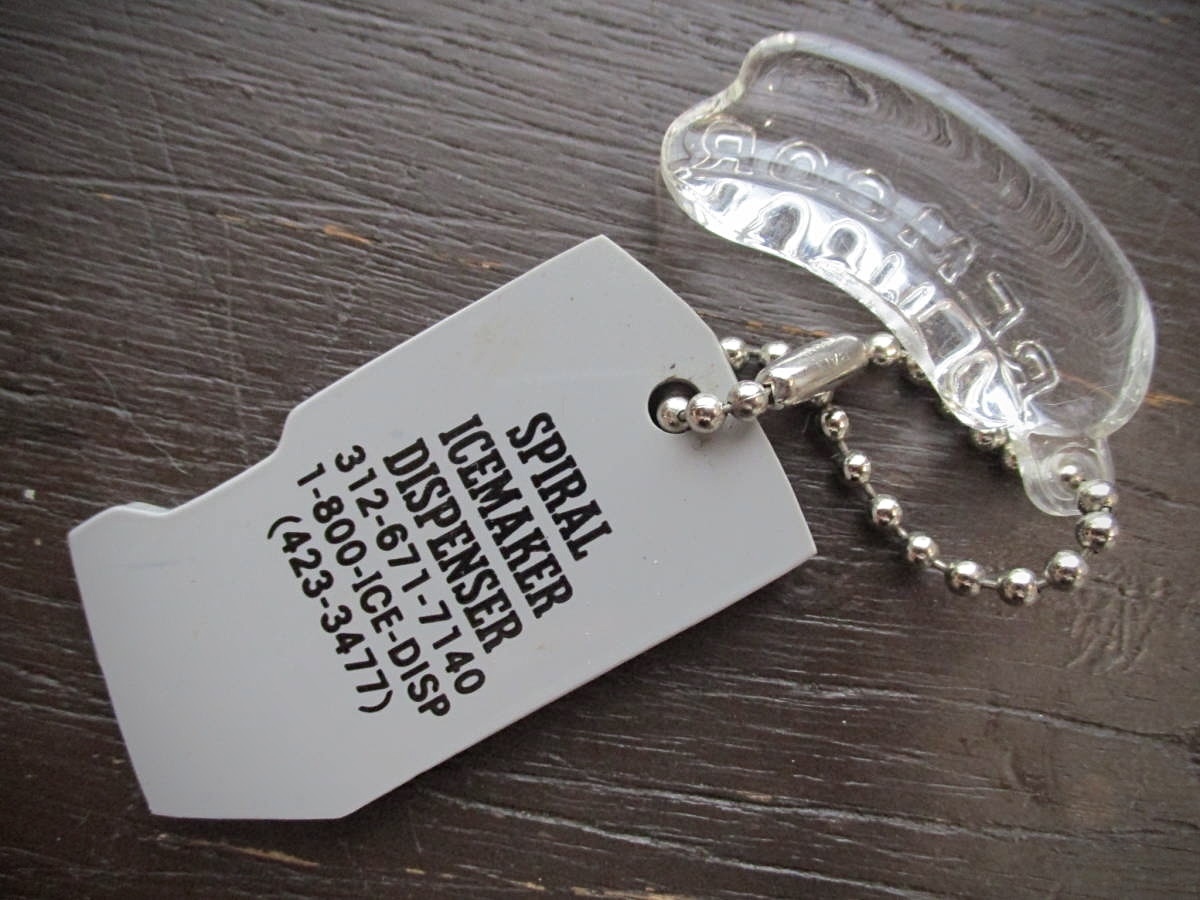 SPIRAL
ICEMAKER
DISPENSER
312-671-7140
1-800-ICE-DISP
(423-3477)